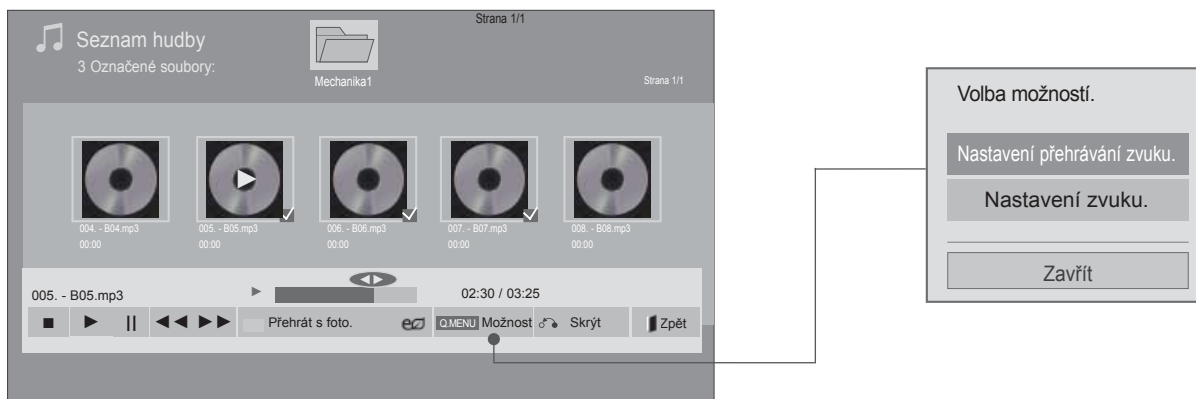 Strana 1/1
Seznam hudby
3 Označené soubory:
Mechanika1
Strana 1/1
004. - B04.mp3
00:00
005. - B05.mp3
00:00
006. - B06.mp3
00:00
007. - B07.mp3
00:00
008. - B08.mp3
00:00
005. - B05.mp3
02:30 / 03:25
Přehrát s foto.
Q.MENU Možnost
Skrýt
Zpět
Volba možností.
Nastavení přehrávání zvuku.
Nastavení zvuku.
Zavřít